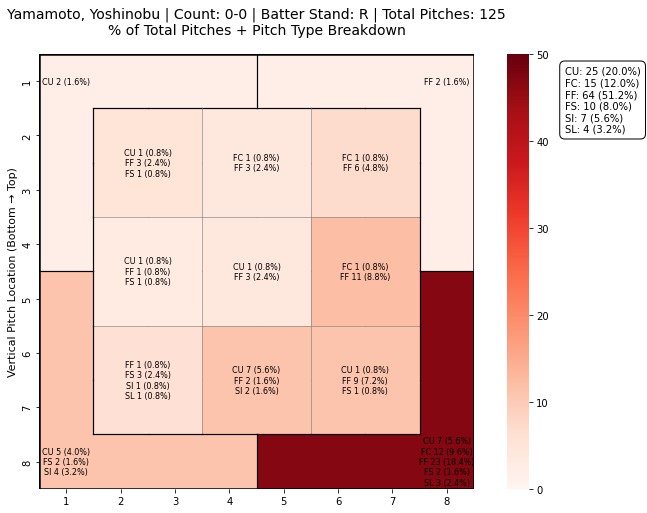 Yamamoto, Yoshinobu | Count: 0-0 | Batter Stand: R | Total Pitches: 125
% of Total Pitches + Pitch Type Breakdown
CU 2 (1.6%)
FF 2 (1.6%)
CU 1 (0.8%)
FF 3 (2.4%)
FS 1 (0.8%)
FC 1 (0.8%)
FF 3 (2.4%)
FC 1 (0.8%)
FF 6 (4.8%)
CU 1 (0.8%)
FF 1 (0.8%)
FS 1 (0.8%)
CU 1 (0.8%)
FF 3 (2.4%)
FC 1 (0.8%)
FF 11 (8.8%)
FF 1 (0.8%)
FS 3 (2.4%)
SI 1 (0.8%)
SL 1 (0.8%)
CU 7 (5.6%)
FF 2 (1.6%)
SI 2 (1.6%)
CU 1 (0.8%)
FF 9 (7.2%)
FS 1 (0.8%)
CU 5 (4.0%)
FS 2 (1.6%)
SI 4 (3.2%)
CU 7 (5.6%)
FC 12 (9.6%)
FF 23 (18.4%)
FS 2 (1.6%)
SL 3 (2.4%)
Vertical Pitch Location (Bottom → Top)
1
2
3
4
5
6
7
8
1
2
3
4
5
6
7
8
50
40
30
20
10
0
CU: 25 (20.0%)
FC: 15 (12.0%)
FF: 64 (51.2%)
FS: 10 (8.0%)
SI: 7 (5.6%)
SL: 4 (3.2%)